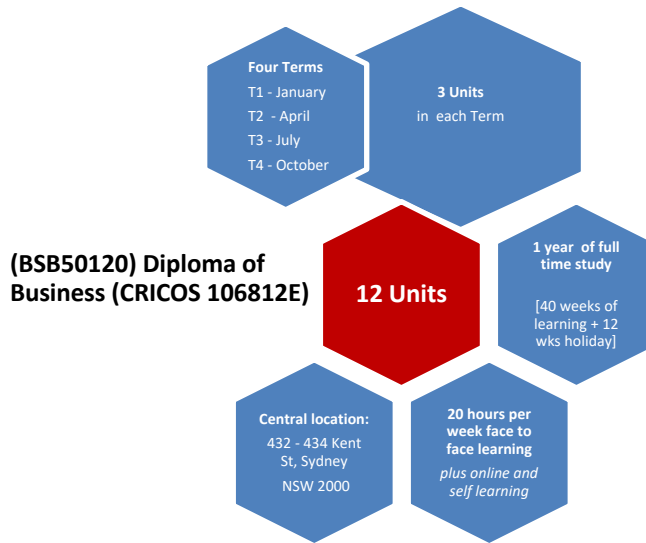 Four Terms
T1 - January
T2 - April
T3 - July
T4 - October
3 Units
in each Term
(BSB50120) Diploma of
Business (CRICOS 106812E)
12 Units
1 year of full
time study
[40 weeks of
learning + 12
wks holiday]
Central location:
432 - 434 Kent
St, Sydney
NSW 2000
20 hours per
week face to
face learning
plus online and
self learning